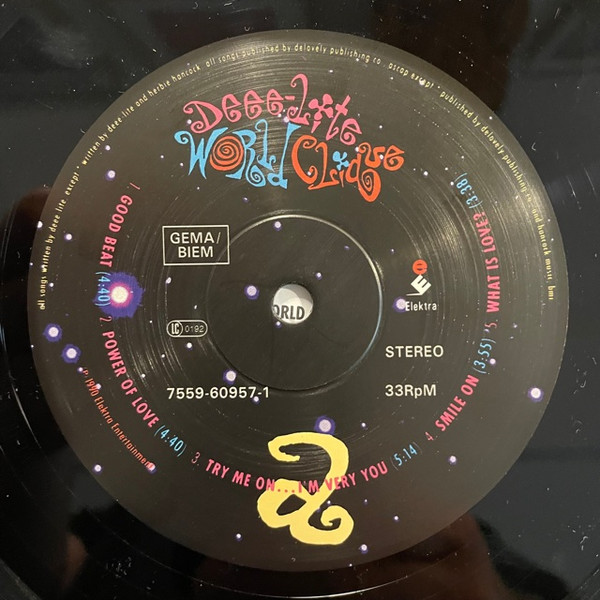 all songs written by deee lite except * written by deee lite and herbie hancock all songs published by delovely publishing co. ascap except * published by delovely publishing co. and hancock music bmi
Deee-Lite
WORLD CLiQue
1. GOOD BEAT (4:40)
2. POWER OF LOVE (4:40)
3. TRY ME ON...I'M VERY YOU (5:14)
4. SMILE ON (3:55)
*5. WHAT IS LOVE? (3:38)
GEMA/
BIEM
LC 0192
7559-60957-1
Elektra
STEREO
33RpM
ORLD
a
℗ 1990 Elektra Entertainment